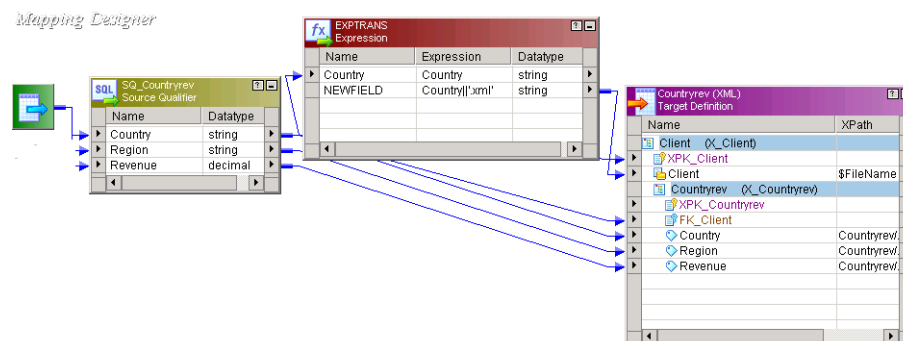 Mapping Designer
EXPTRANS
Expression
Name Expression Datatype
Country Country string
NEWFIELD Country||'.xml' string
SQL SQ_Countryrev
Source Qualifier
Name Datatype
Country string
Region string
Revenue decimal
Countryrev (XML)
Target Definition
Name XPath
Client (X_Client)
XPK_Client
Client $FileName
Countryrev (X_Countryrev)
XPK_Countryrev
FK_Client
Country Countryrev/.
Region Countryrev/.
Revenue Countryrev/.